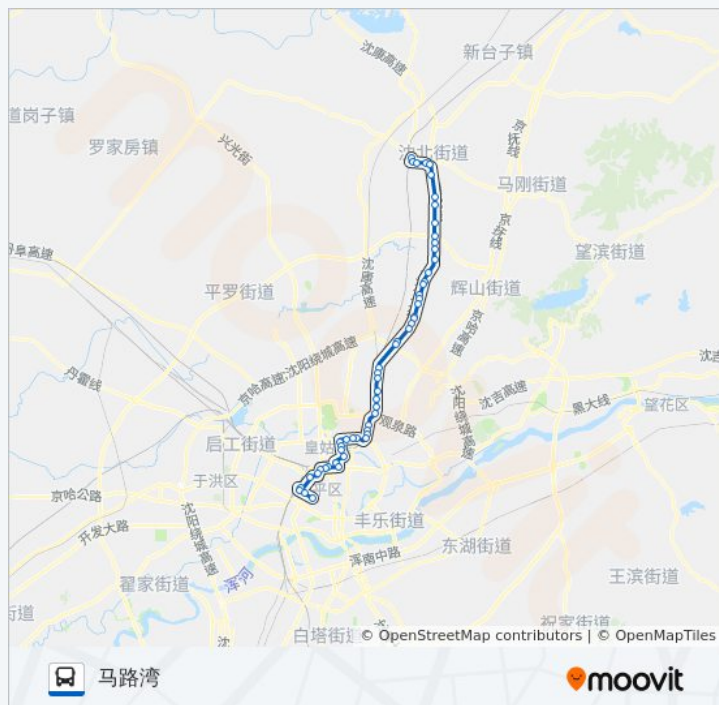 新台子镇
沈康高速
道岗子镇
罗家房镇
兴光街
沈北街道
京抚线
马刚街道
京抚线
望滨街道
丹阜高速
沈康高速
平罗街道
辉山街道
京哈高速
京哈高速;沈阳绕城高速
沈吉
丹霍线
沈吉高速
黑大线
沈阳绕城高速
望花区
观泉路
启工街道
皇姑
于洪区
京哈公路
平区
沈阳绕城高速
丰乐街道
开发大路
东湖街道
浑南中路
翟家街道
浑河
王滨街道
街道
祝家街道
白塔街道
© OpenStreetMap contributors | © OpenMapTiles
马路湾
moovit